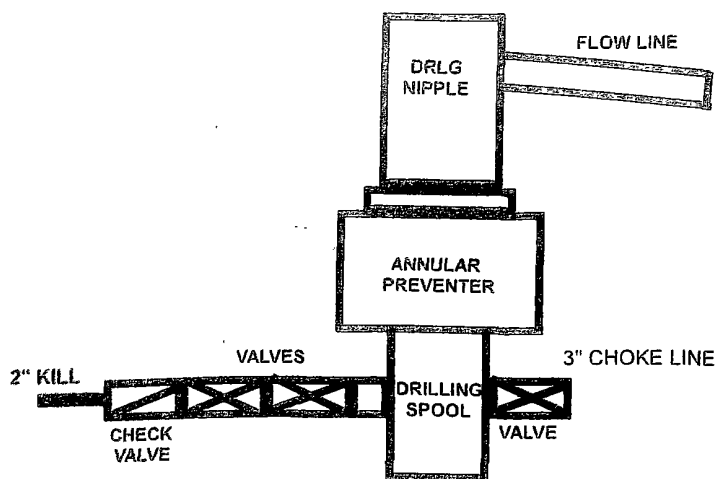 FLOW LINE
DRLG
NIPPLE
ANNULAR
PREVENTER
VALVES
3" CHOKE LINE
2" KILL
DRILLING
SPOOL
CHECK
VALVE
VALVE